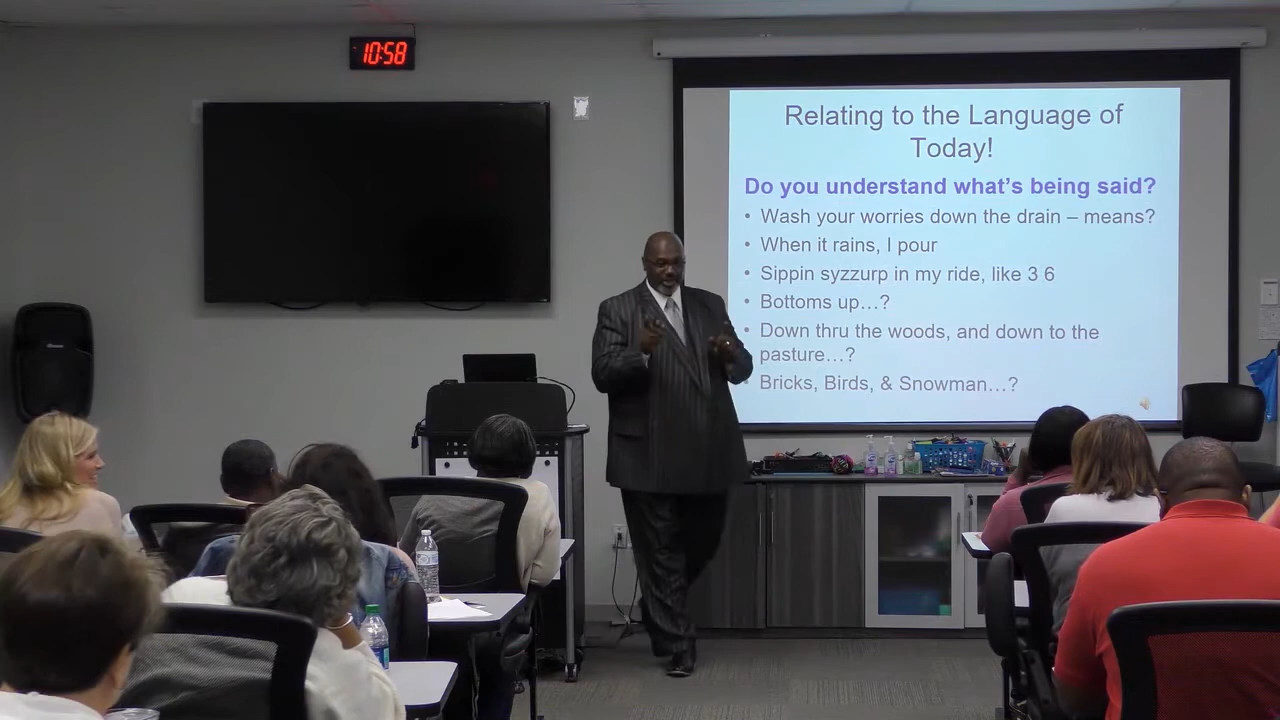 10:58
Relating to the Language of
Today!
Do you understand what's being said?
• Wash your worries down the drain – means?
• When it rains, I pour
• Sippin syzzurp in my ride, like 3 6
• Bottoms up…?
• Down thru the woods, and down to the
pasture…?
• Bricks, Birds, & Snowman…?